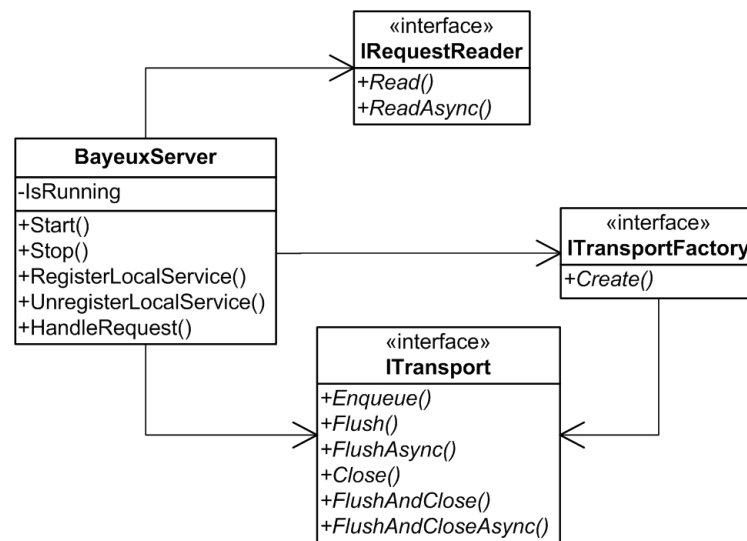 «interface»
IRequestReader
+Read()
+ReadAsync()
BayeuxServer
-IsRunning
+Start()
+Stop()
+RegisterLocalService()
+UnregisterLocalService()
+HandleRequest()
«interface»
ITransportFactory
+Create()
«interface»
ITransport
+Enqueue()
+Flush()
+FlushAsync()
+Close()
+FlushAndClose()
+FlushAndCloseAsync()